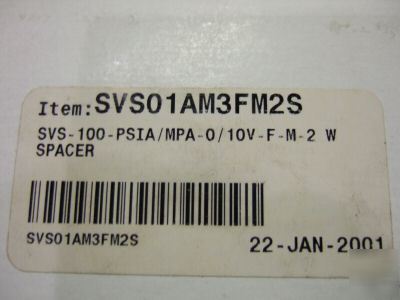 Item:SVS01AM3FM2S
SVS-100-PSIA/MPA-0/10V-F-M-2 W
SPACER
SVS01AM3FM2S
22-JAN-2001